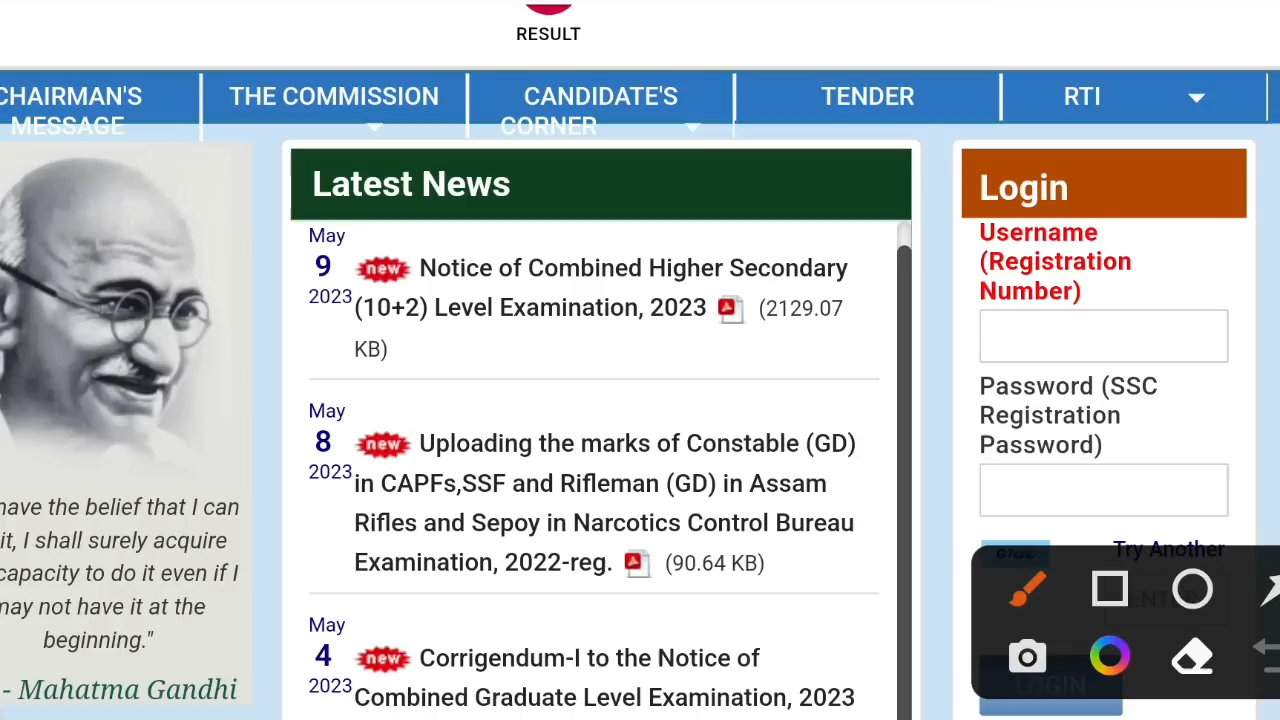 RESULT
CHAIRMAN'S
MESSAGE
THE COMMISSION
CANDIDATE'S
CORNER
TENDER
RTI
have the belief that I can
it, I shall surely acquire
capacity to do it even if I
may not have it at the
beginning."
- Mahatma Gandhi
Latest News
May
9
2023
new Notice of Combined Higher Secondary
(10+2) Level Examination, 2023 (2129.07
KB)
May
8
2023
new Uploading the marks of Constable (GD)
in CAPFs,SSF and Rifleman (GD) in Assam
Rifles and Sepoy in Narcotics Control Bureau
Examination, 2022-reg. (90.64 KB)
May
4
2023
new Corrigendum-I to the Notice of
Combined Graduate Level Examination, 2023
Login
Username
(Registration
Number)
Password (SSC
Registration
Password)
Try Another
LOGIN